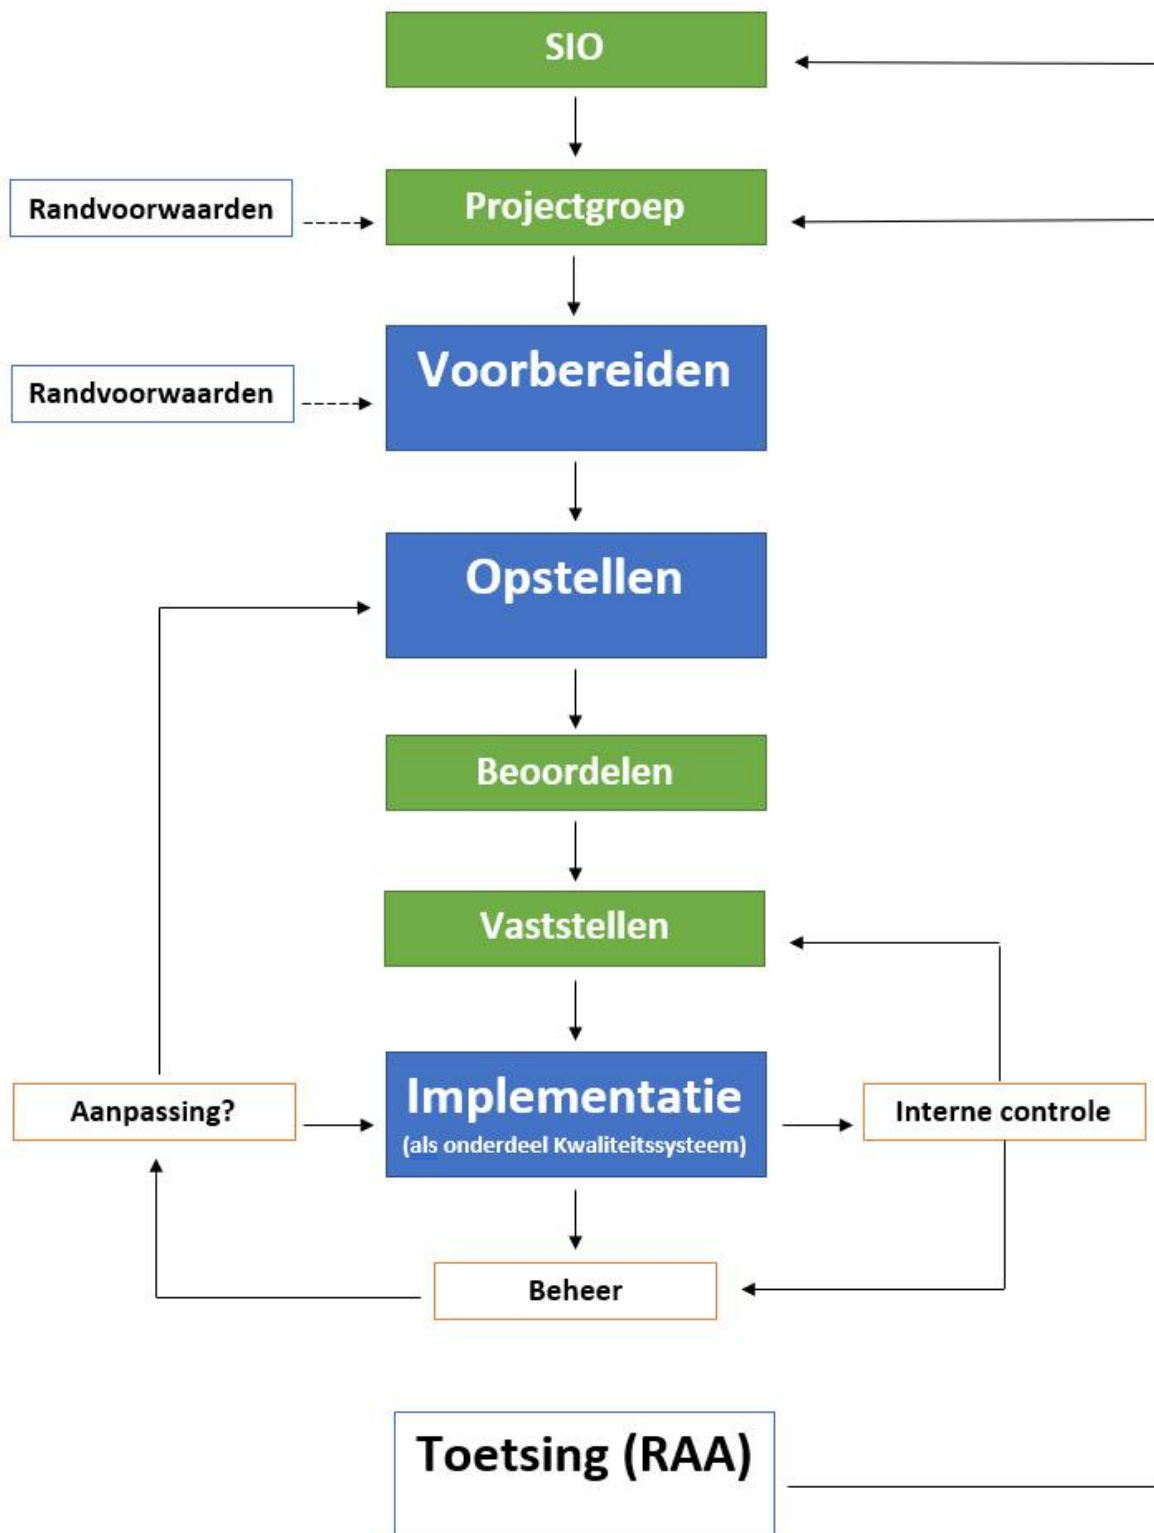 SIO
Randvoorwaarden
Projectgroep
Voorbereiden
Randvoorwaarden
Opstellen
Beoordelen
Vaststellen
Implementatie
(als onderdeel Kwaliteitssysteem)
Aanpassing?
Interne controle
Beheer
Toetsing (RAA)